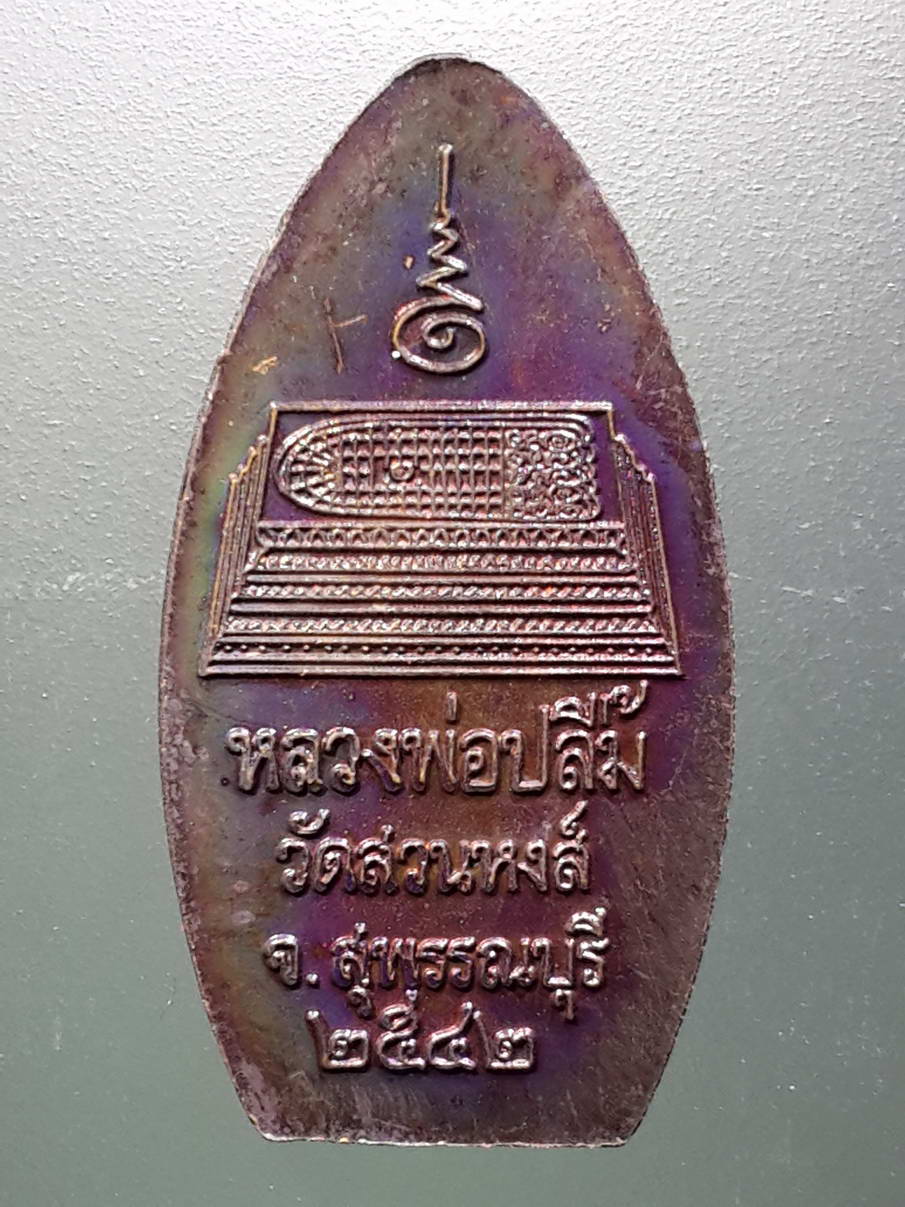 หลวงพ่อปลื้ม
วัดสวนหงส์
จ.สุพรรณบุรี
๒๕๔๒